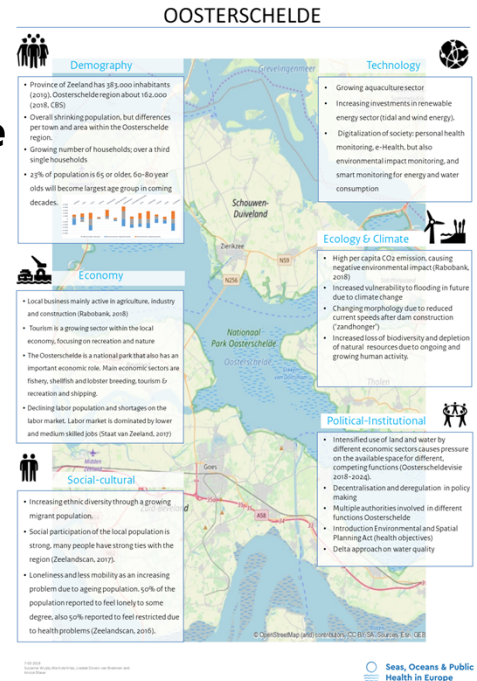 OOSTERSCHELDE
e
Demography
• Province of Zeeland has 383.000 inhabitants
(2019), Oosterschelde region about 162.000
(2018, CBS)
• Overall shrinking population, but differences
per town and area within the Oosterschelde
region.
• Growing number of households; over a third
single households
• 23% of population is 65 or older, 60-80 year
olds will become largest age group in coming
decades.
Technology
• Growing aquaculture sector
• Increasing investments in renewable
energy sector (tidal and wind energy).
• Digitalization of society: personal health
monitoring, e-Health, but also
environmental impact monitoring, and
smart monitoring for energy and water
consumption
Grevelingenmeer
Schouwen-
Duiveland
Zierikzee
N59
N256
Nationaal
Park Oosterschelde
Oosterschelde
Tholen
Ecology & Climate
• High per capita CO2 emission, causing
negative environmental impact (Rabobank,
2018)
• Increased vulnerability to flooding in future
due to climate change
• Changing morphology due to reduced
current speeds after dam construction
('zandhonger')
• Increased loss of biodiversity and depletion
of natural resources due to ongoing and
growing human activity.
Economy
• Local business mainly active in agriculture, industry
and construction (Rabobank, 2018)
• Tourism is a growing sector within the local
economy, focusing on recreation and nature
• The Oosterschelde is a national park that also has an
important economic role. Main economic sectors are
fishery, shellfish and lobster breeding, tourism &
recreation and shipping.
• Declining labor population and shortages on the
labor market. Labor market is dominated by lower
and medium skilled jobs (Staat van Zeeland, 2017)
Political-Institutional
• Intensified use of land and water by
different economic sectors causes pressure
on the available space for different,
competing functions (Oosterscheldevisie
2018-2024).
• Decentralisation and deregulation in policy
making
• Multiple authorities involved in different
functions Oosterschelde
• Introduction Environmental and Spatial
Planning Act (health objectives)
• Delta approach on water quality
Midden
Goes
A58
Social-cultural
• Increasing ethnic diversity through a growing
migrant population.
• Social participation of the local population is
strong, many people have strong ties with the
region (Zeelandscan, 2017).
• Loneliness and less mobility as an increasing
problem due to ageing population. 50% of the
population reported to feel lonely to some
degree, also 50% reported to feel restricted due
to health problems (Zeelandscan, 2016).
© OpenStreetMap (and) contributors, CC-BY-SA, Sources: Esri, GEB
Seas, Oceans & Public
Health in Europe